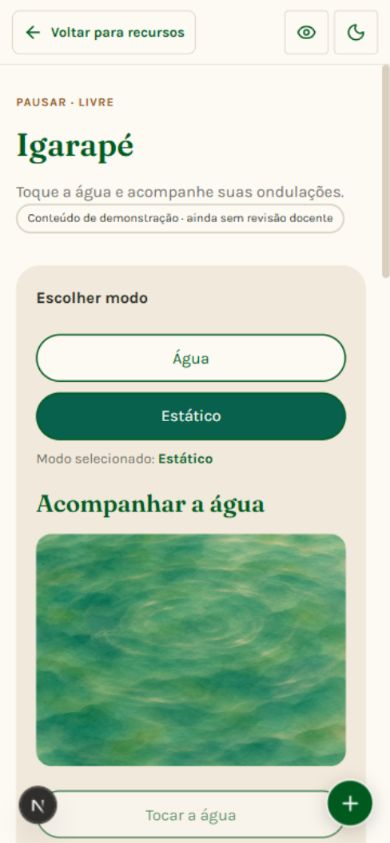 Voltar para recursos
PAUSAR · LIVRE
Igarapé
Toque a água e acompanhe suas ondulações.
Conteúdo de demonstração · ainda sem revisão docente
Escolher modo
Água
Estático
Modo selecionado: Estático
Acompanhar a água
Tocar a água
N